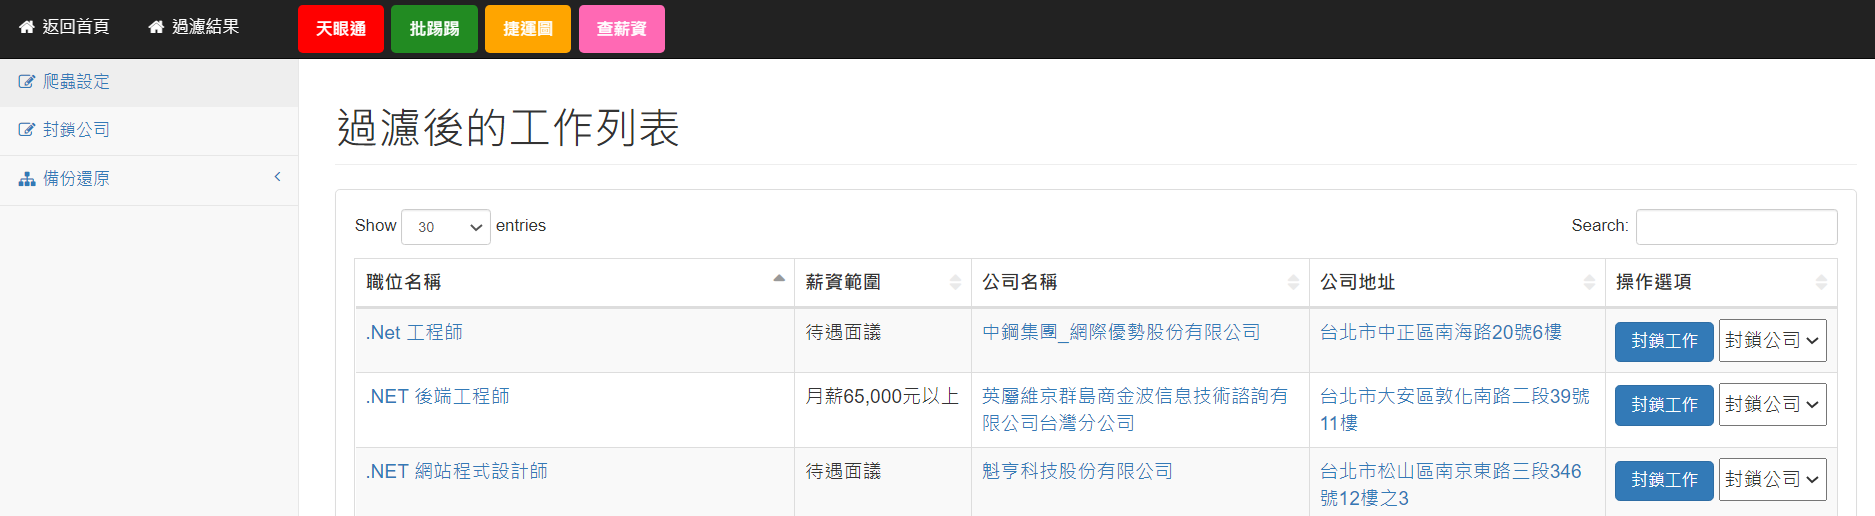 返回首頁 過濾結果 天眼通 批踢踢 捷運圖 查薪資
爬蟲設定
封鎖公司
備份還原
過濾後的工作列表
Show 30 entries Search:
職位名稱 薪資範圍 公司名稱 公司地址 操作選項
.Net 工程師 待遇面議 中鋼集團_網際優勢股份有限公司 台北市中正區南海路20號6樓 封鎖工作 封鎖公司
.NET 後端工程師 月薪65,000元以上 英屬維京群島商金波信息技術諮詢有 台北市大安區敦化南路二段39號 封鎖工作 封鎖公司
限公司台灣分公司 11樓
.NET 網站程式設計師 待遇面議 魁亨科技股份有限公司 台北市松山區南京東路三段346 封鎖工作 封鎖公司
號12樓之3